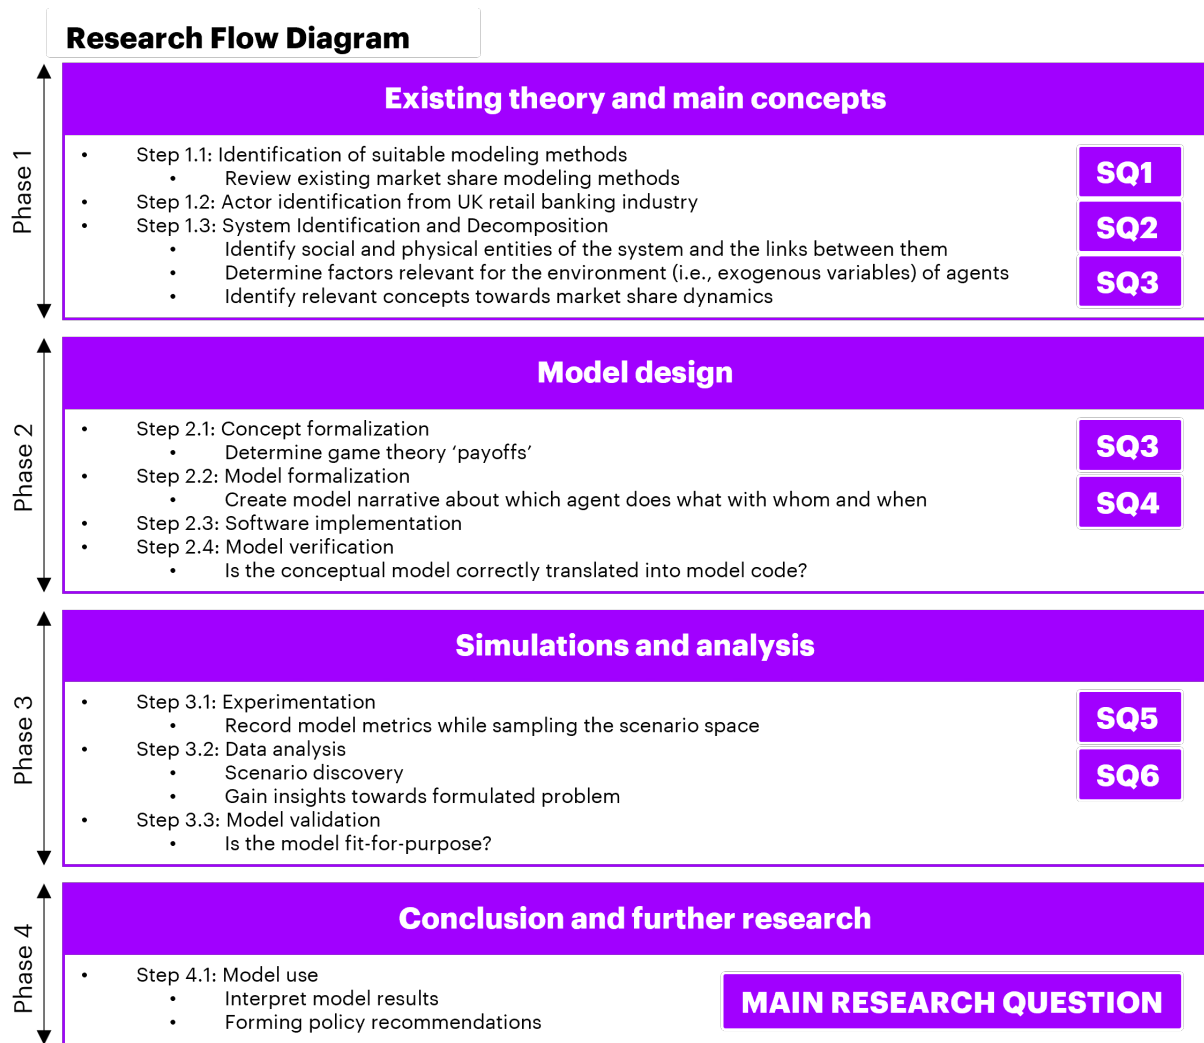 Research Flow Diagram
Phase 1
Existing theory and main concepts
• Step 1.1: Identification of suitable modeling methods
• Review existing market share modeling methods
• Step 1.2: Actor identification from UK retail banking industry
• Step 1.3: System Identification and Decomposition
• Identify social and physical entities of the system and the links between them
• Determine factors relevant for the environment (i.e., exogenous variables) of agents
• Identify relevant concepts towards market share dynamics
SQ1
SQ2
SQ3
Phase 2
Model design
• Step 2.1: Concept formalization
• Determine game theory ‘payoffs’
• Step 2.2: Model formalization
• Create model narrative about which agent does what with whom and when
• Step 2.3: Software implementation
• Step 2.4: Model verification
• Is the conceptual model correctly translated into model code?
SQ3
SQ4
Phase 3
Simulations and analysis
• Step 3.1: Experimentation
• Record model metrics while sampling the scenario space
• Step 3.2: Data analysis
• Scenario discovery
• Gain insights towards formulated problem
• Step 3.3: Model validation
• Is the model fit-for-purpose?
SQ5
SQ6
Phase 4
Conclusion and further research
• Step 4.1: Model use
• Interpret model results
• Forming policy recommendations
MAIN RESEARCH QUESTION